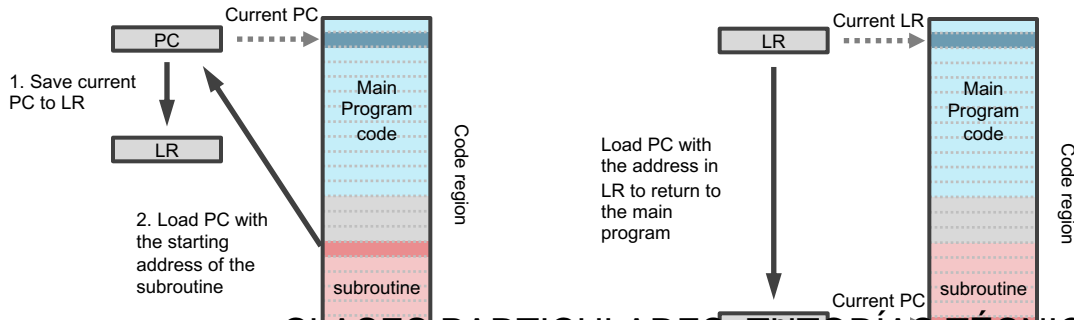 Current PC
PC
1. Save current
PC to LR
LR
2. Load PC with
the starting
address of the
subroutine
Main
Program
code
subroutine
Code region
Current LR
LR
Load PC with
the address in
LR to return to
the main
program
Current PC
Main
Program
code
subroutine
Code region